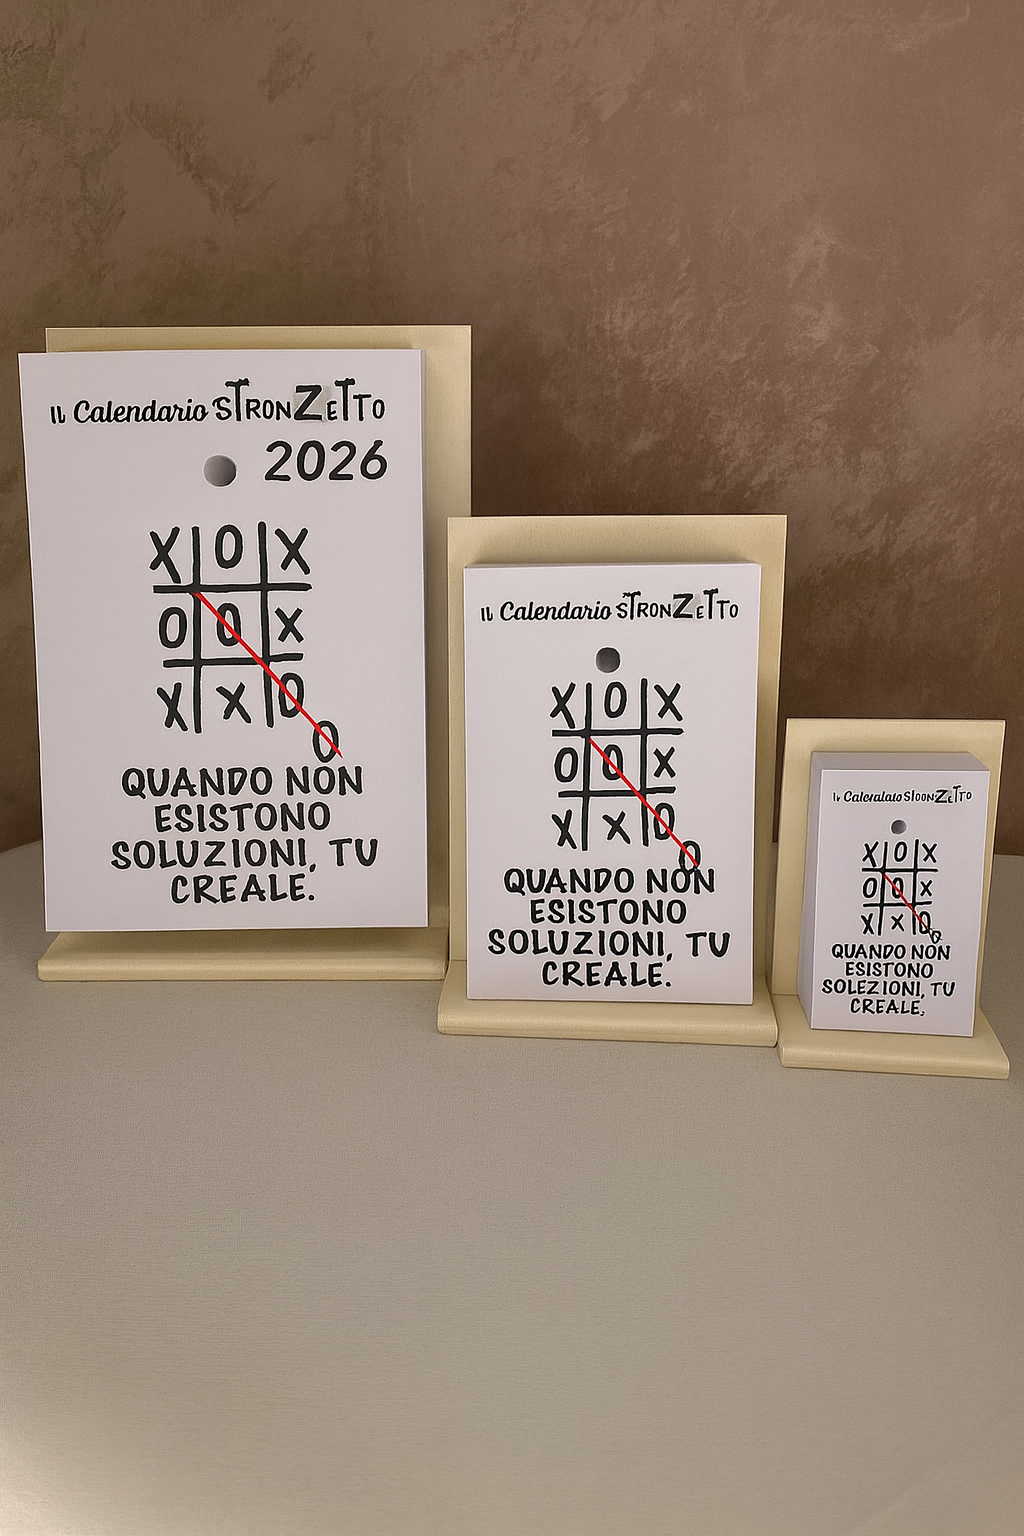 IL Calendario STRONZETTO
2026
X O X
O O X
X X O
O
QUANDO NON
ESISTONO
SOLUZIONI, TU
CREALE.
IL Calendario STRONZETTO
X O X
O O X
X X O
O
QUANDO NON
ESISTONO
SOLUZIONI, TU
CREALE.
X O X
O O X
X X O
O
QUANDO NON
ESISTONO
SOLEZIONI, TU
CREALE,